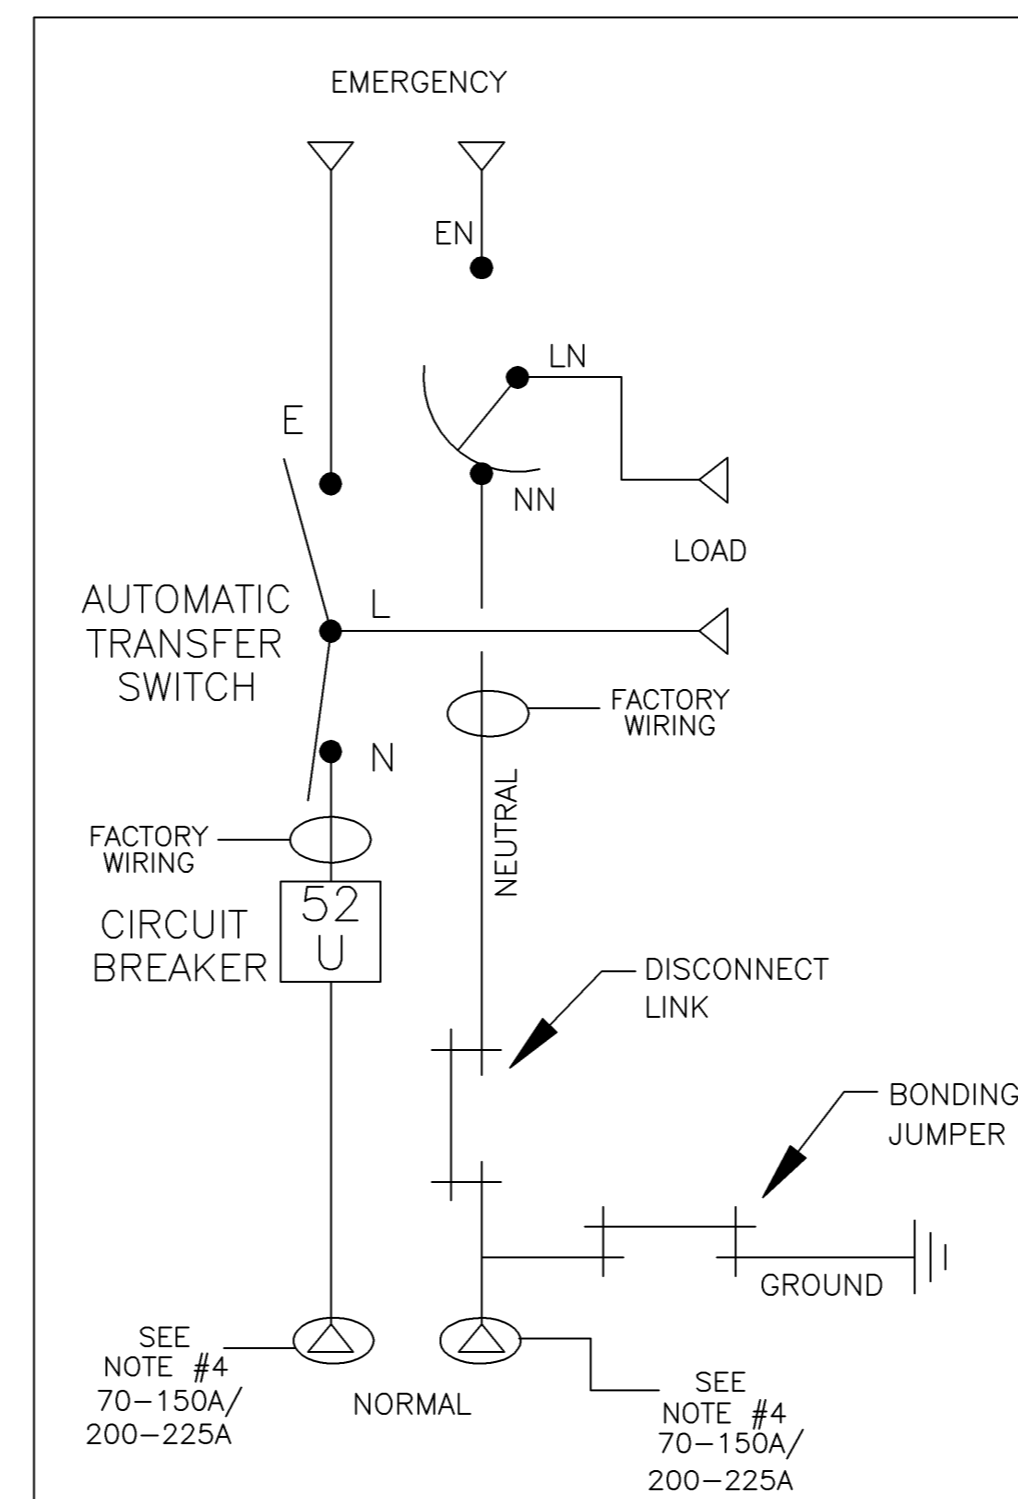 EMERGENCY
EN
LN
E
NN
LOAD
L
AUTOMATIC
TRANSFER
SWITCH
FACTORY
WIRING
N
NEUTRAL
FACTORY
WIRING
52
U
CIRCUIT
BREAKER
DISCONNECT
LINK
BONDING
JUMPER
GROUND
SEE
NOTE #4
70-150A/
200-225A
NORMAL
SEE
NOTE #4
70-150A/
200-225A